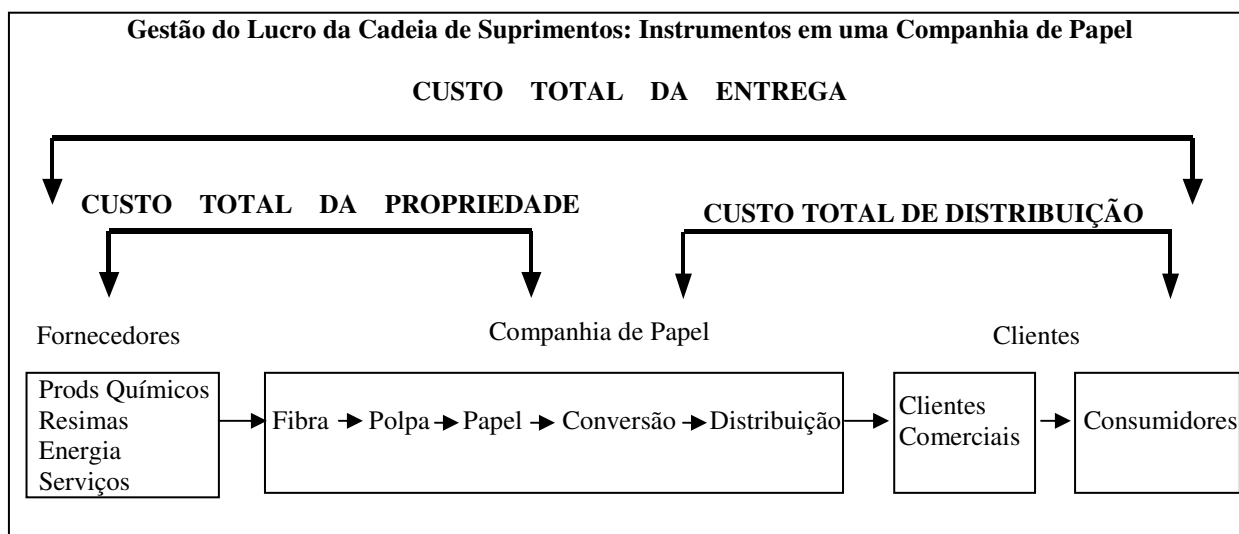 Gestão do Lucro da Cadeia de Suprimentos: Instrumentos em uma Companhia de Papel
CUSTO TOTAL DA ENTREGA
CUSTO TOTAL DA PROPRIEDADE
CUSTO TOTAL DE DISTRIBUIÇÃO
Fornecedores
Companhia de Papel
Clientes
Prods Químicos
Resimas
Energia
Serviços
Fibra Polpa Papel Conversão Distribuição
Clientes
Comerciais
Consumidores